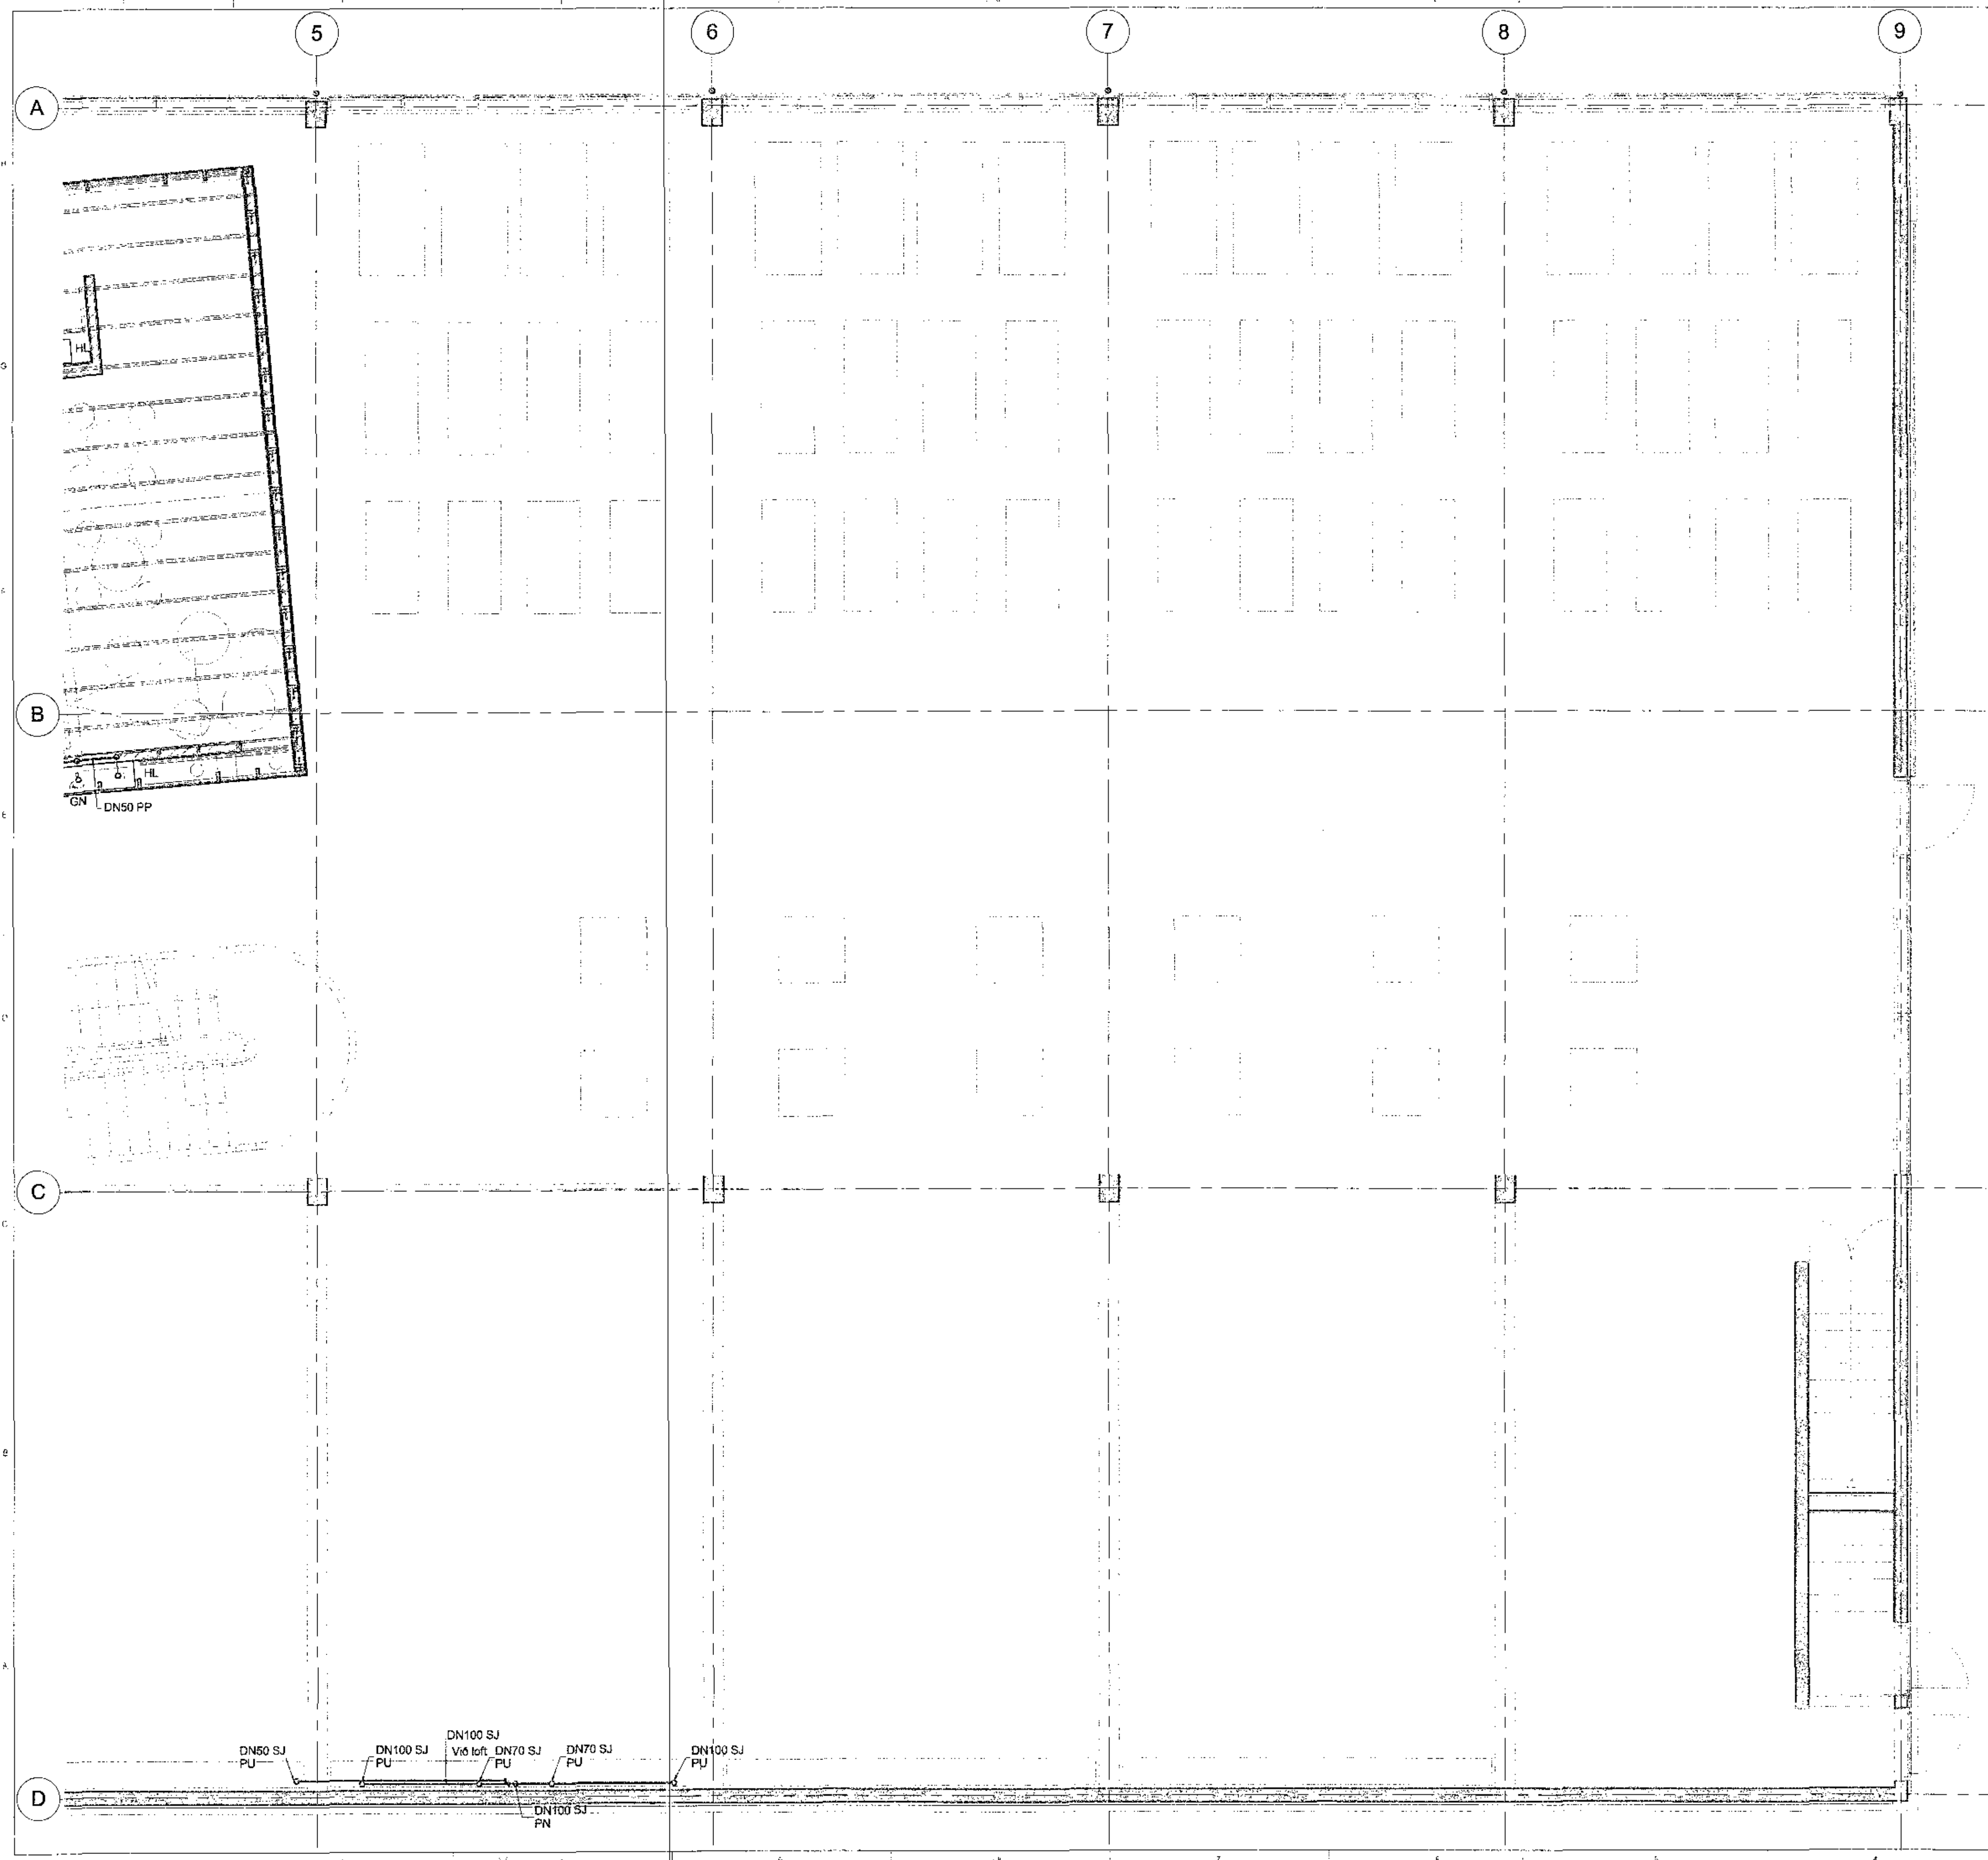 5
6
7
8
9
A
HL
B
HL
GN
DN50 PP
C
DN100 SJ
Við loft
DN50 SJ
PU
DN100 SJ
PU
DN70 SJ
PU
DN70 SJ
PU
DN100 SJ
PU
D
DN100 SJ
PN